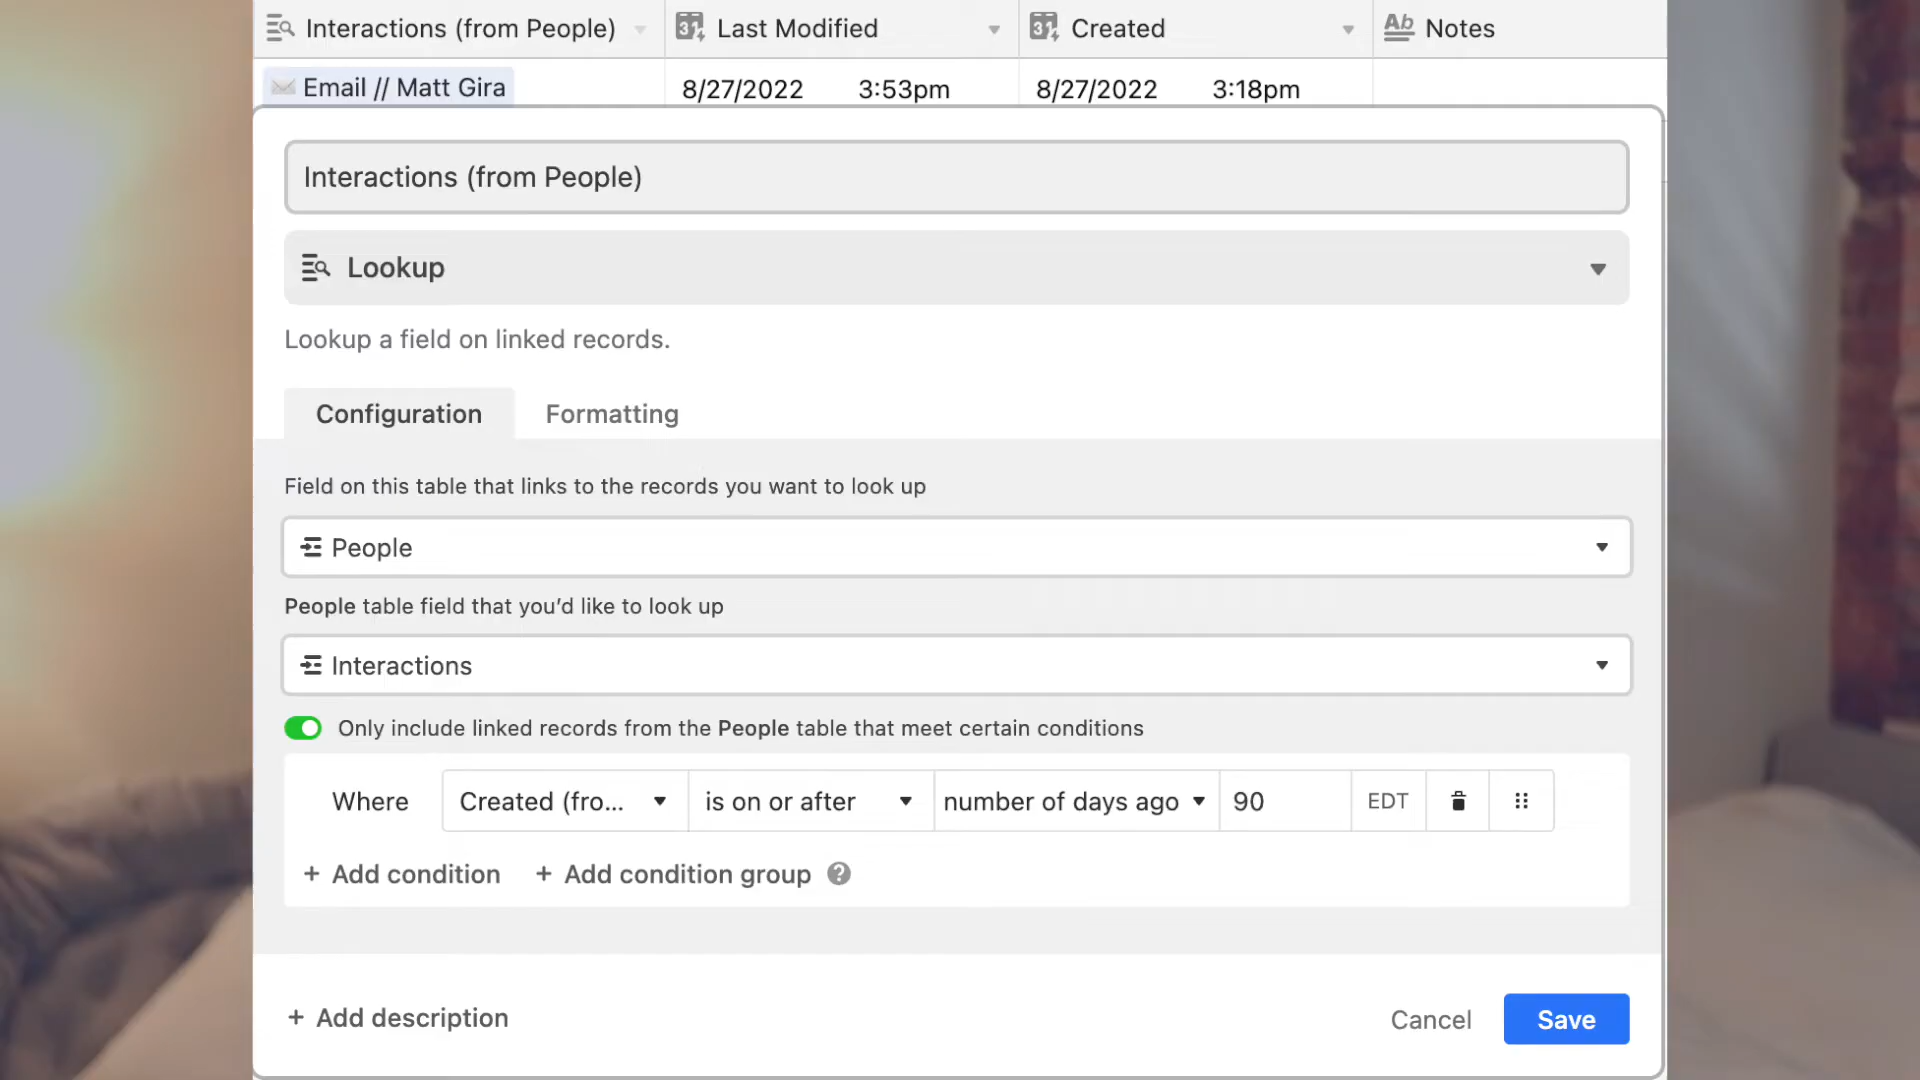 Interactions (from People)
Last Modified
Created
Ab Notes
Email // Matt Gira
8/27/2022 3:53pm
8/27/2022 3:18pm
Interactions (from People)
Lookup
Lookup a field on linked records.
Configuration
Formatting
Field on this table that links to the records you want to look up
People
People table field that you’d like to look up
Interactions
Only include linked records from the People table that meet certain conditions
Where Created (fro... is on or after number of days ago 90 EDT
+ Add condition + Add condition group ?
+ Add description
Cancel Save